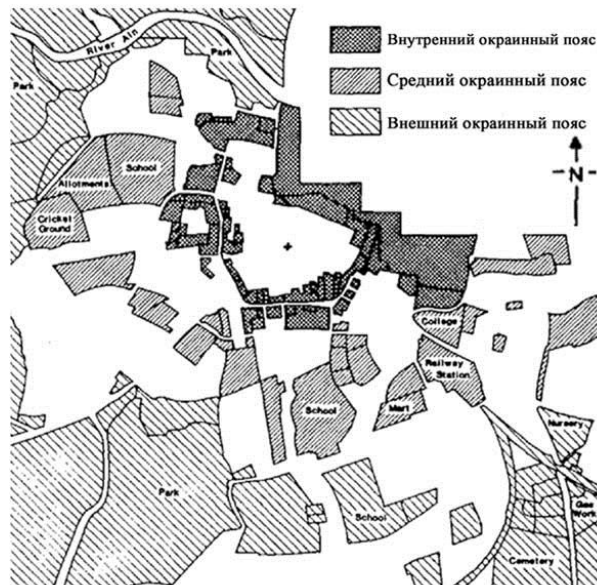 River Aln
Park
Park
Внутренний окраинный пояс
Средний окраинный пояс
Внешний окраинный пояс
N
School
Allotments
Cricket
Ground
College
Railway
Station
School
Mart
Nursery
Park
School
Gas
Work
Cemetery